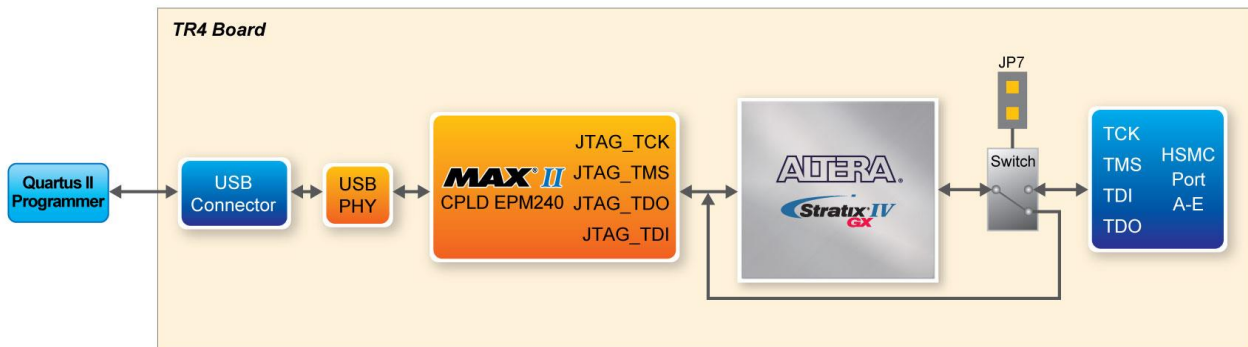 TR4 Board
JP7
Quartus II
Programmer
USB
Connector
USB
PHY
MAX® II
CPLD EPM240
JTAG_TCK
JTAG_TMS
JTAG_TDO
JTAG_TDI
ALTERA®
Stratix® IV
GX
Switch
TCK
TMS
TDI
TDO
HSMC
Port
A-E